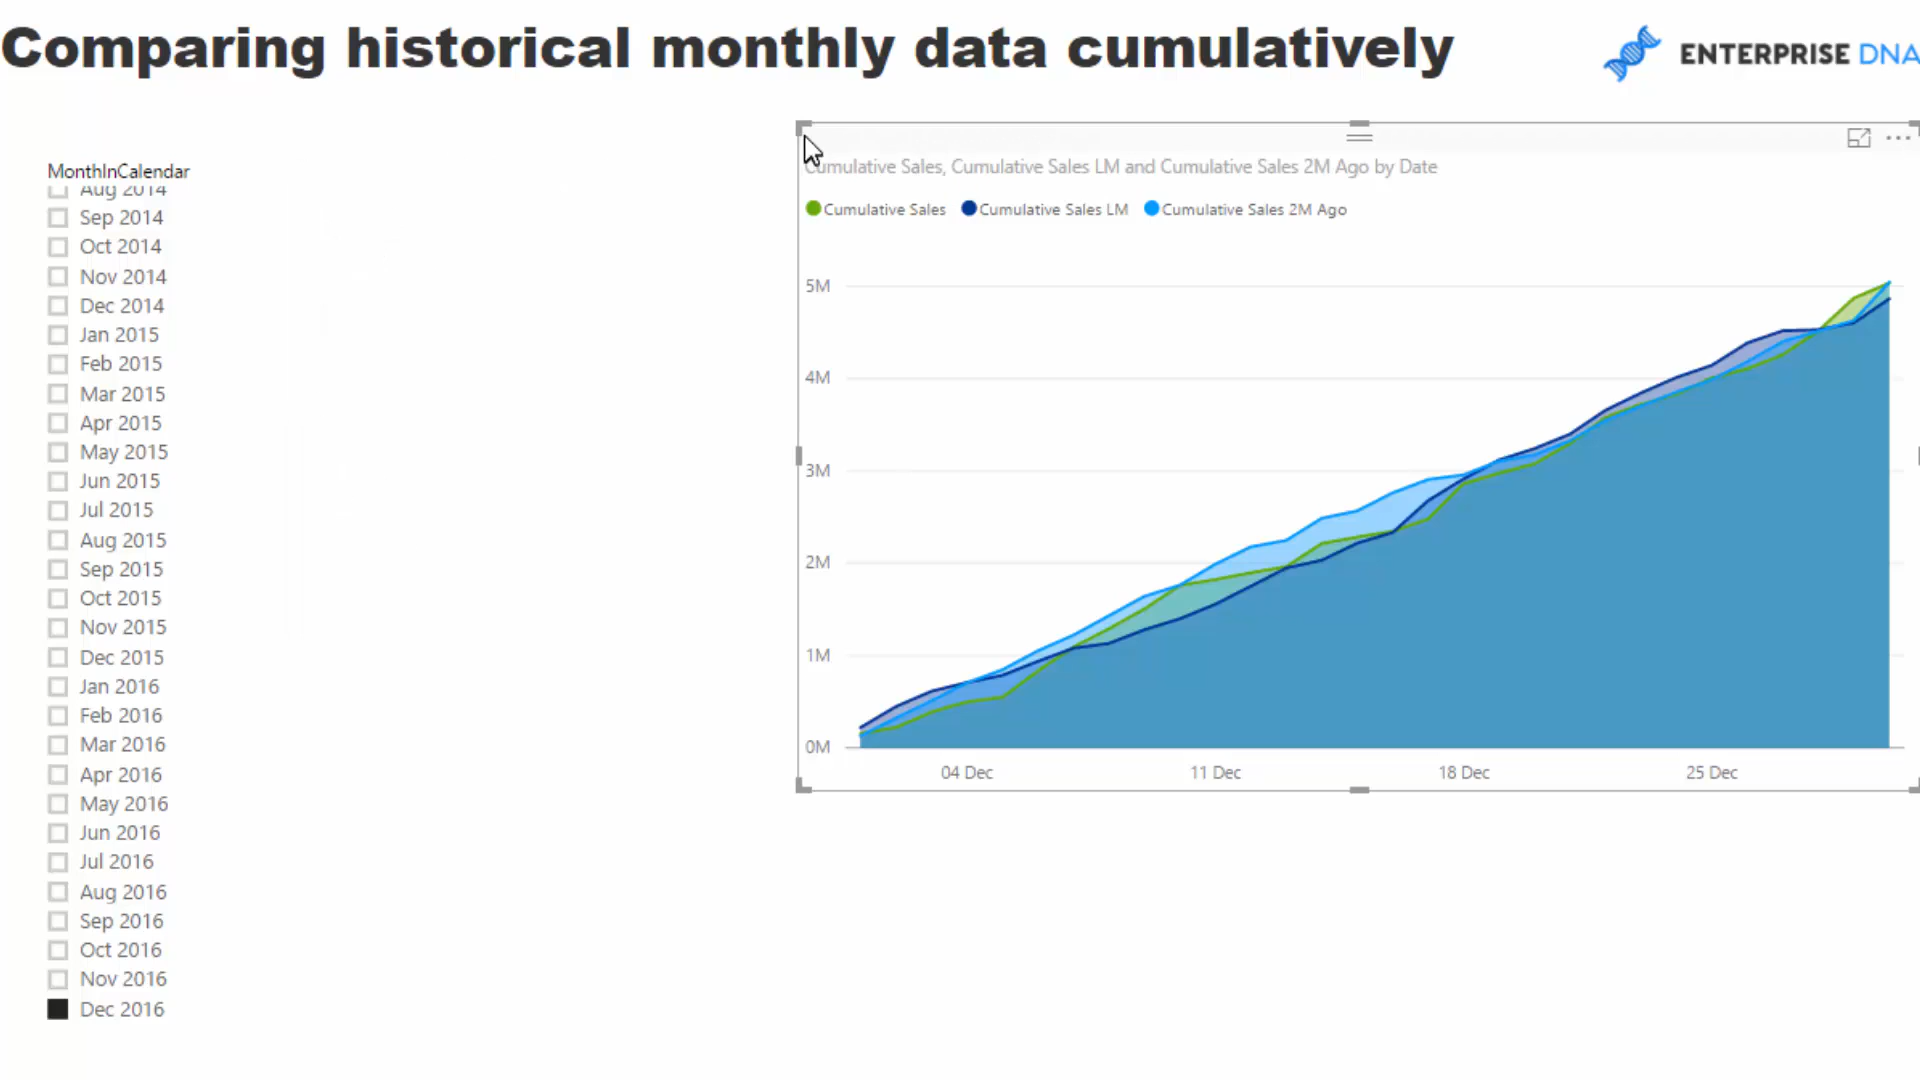 Comparing historical monthly data cumulatively
ENTERPRISE DNA
MonthInCalendar
Aug 2014
Sep 2014
Oct 2014
Nov 2014
Dec 2014
Jan 2015
Feb 2015
Mar 2015
Apr 2015
May 2015
Jun 2015
Jul 2015
Aug 2015
Sep 2015
Oct 2015
Nov 2015
Dec 2015
Jan 2016
Feb 2016
Mar 2016
Apr 2016
May 2016
Jun 2016
Jul 2016
Aug 2016
Sep 2016
Oct 2016
Nov 2016
Dec 2016
Cumulative Sales, Cumulative Sales LM and Cumulative Sales 2M Ago by Date
Cumulative Sales Cumulative Sales LM Cumulative Sales 2M Ago
5M
4M
3M
2M
1M
0M
04 Dec 11 Dec 18 Dec 25 Dec